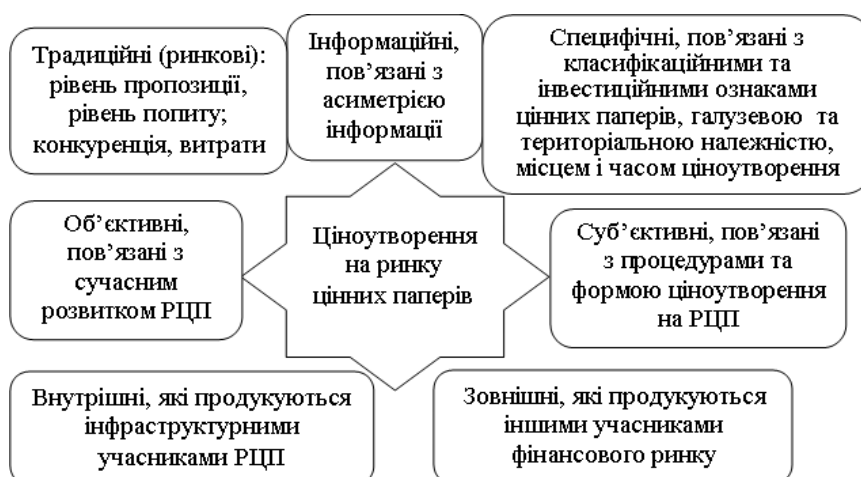 Традиційні (ринкові):
рівень пропозиції,
рівень попиту;
конкуренція, витрати
Інформаційні,
пов’язані з
асиметрією
інформації
Специфічні, пов’язані з
класифікаційними та
інвестиційними ознаками
цінних паперів, галузевою та
територіальною належністю,
місцем і часом ціноутворення
Об’єктивні,
пов’язані з
сучасним
розвитком РЦП
Ціноутворення
на ринку
цінних паперів
Суб’єктивні, пов’язані
з процедурами та
формою ціноутворення
на РЦП
Внутрішні, які продукуються
інфраструктурними
учасниками РЦП
Зовнішні, які продукуються
іншими учасниками
фінансового ринку